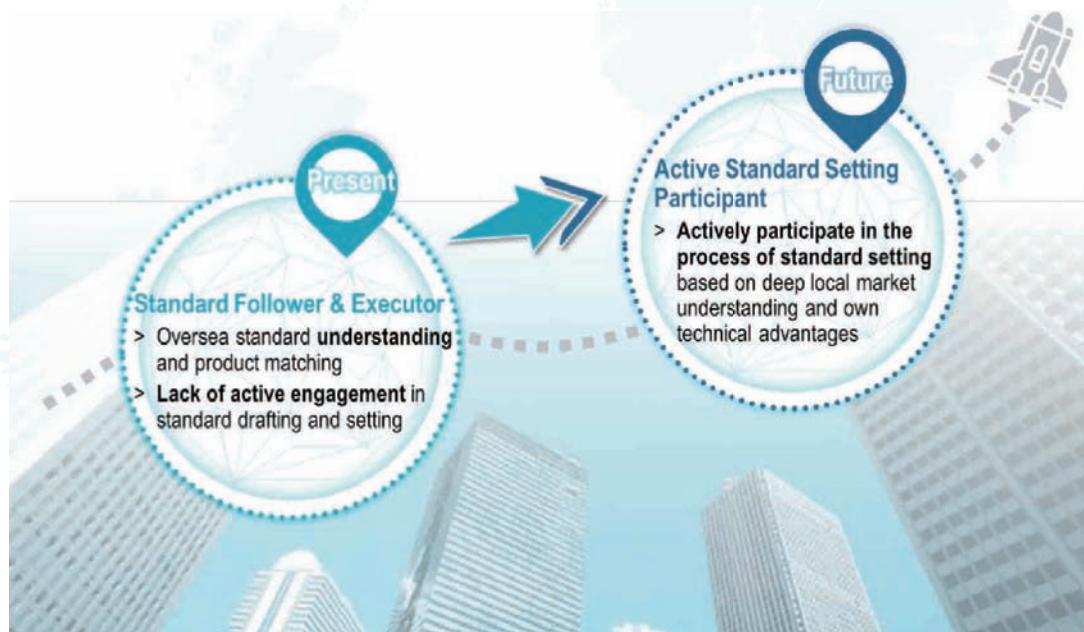 Present
Standard Follower & Executor
> Oversea standard understanding
and product matching
> Lack of active engagement in
standard drafting and setting
Future
Active Standard Setting
Participant
> Actively participate in the
process of standard setting
based on deep local market
understanding and own
technical advantages